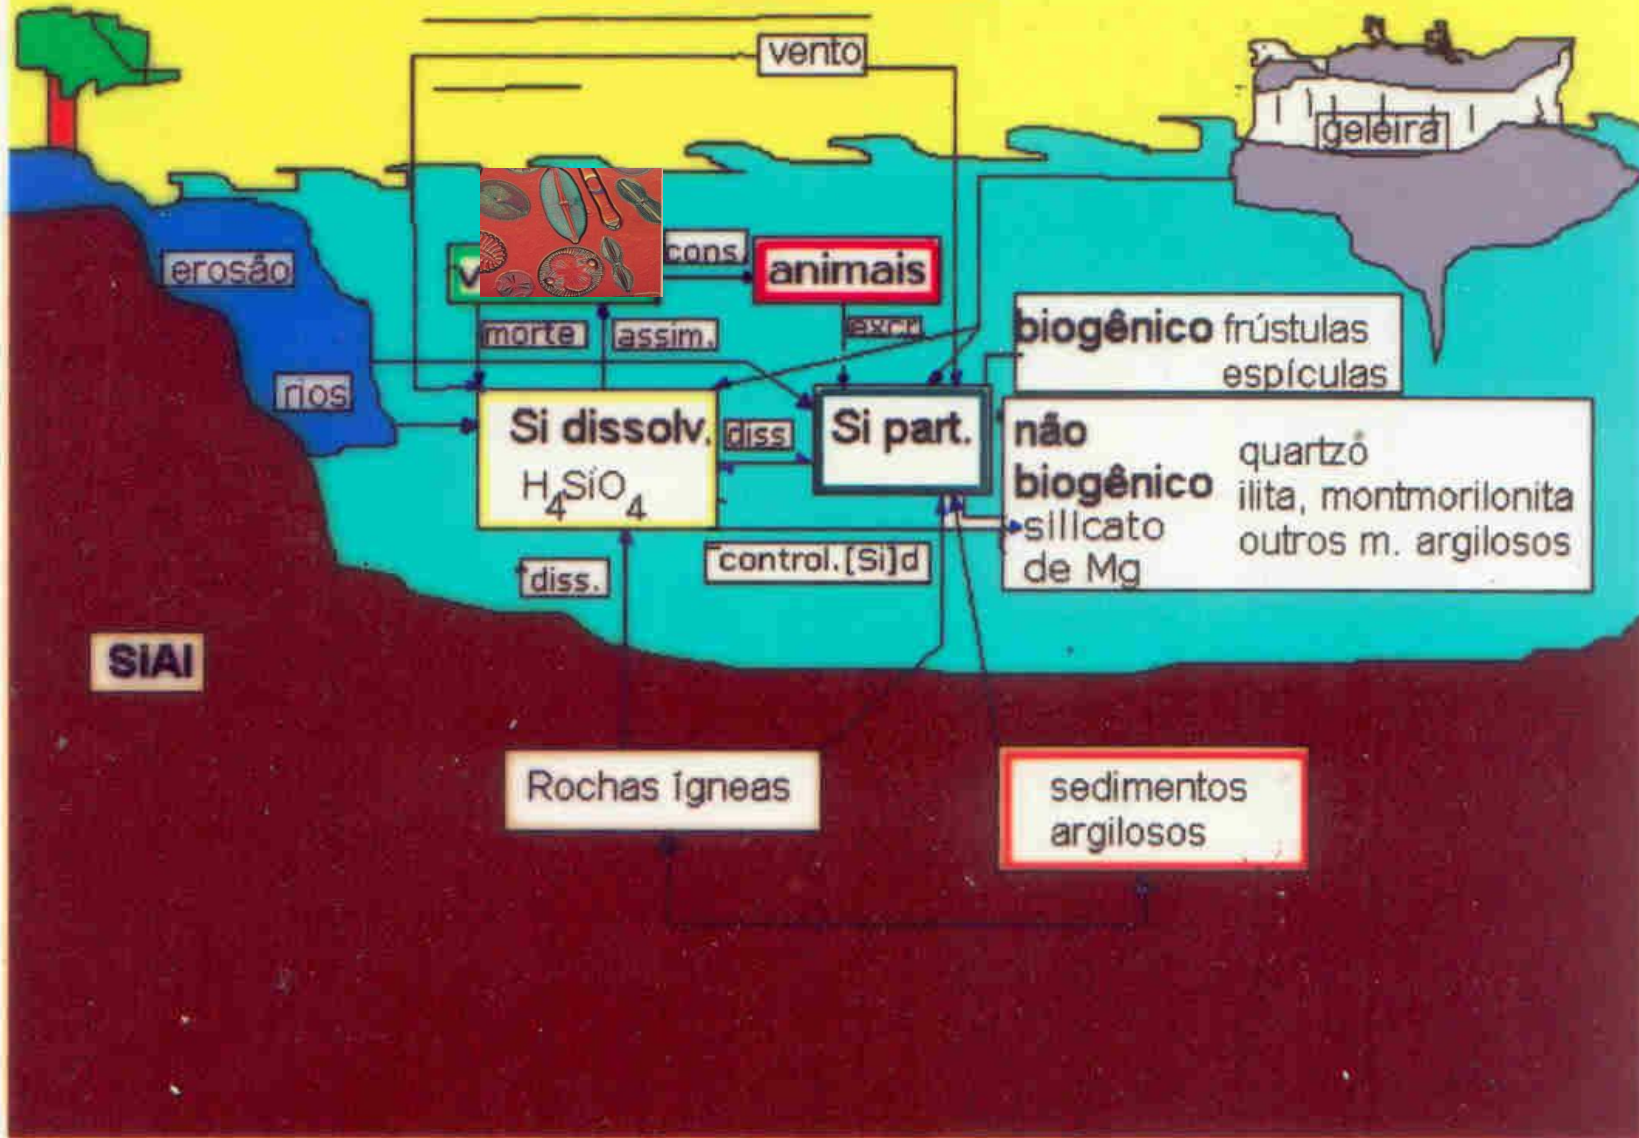 vento
geleira
erosão
cons.
animais
morte
assim.
excr.
biogênico frústulas
espículas
rios
Si dissolv.
H4SiO4
diss
Si part.
não
biogênico
silicato
de Mg
quartzo
ilita, montmorilonita
outros m. argilosos
control.[Si]d
diss.
SiAl
Rochas ígneas
sedimentos
argilosos